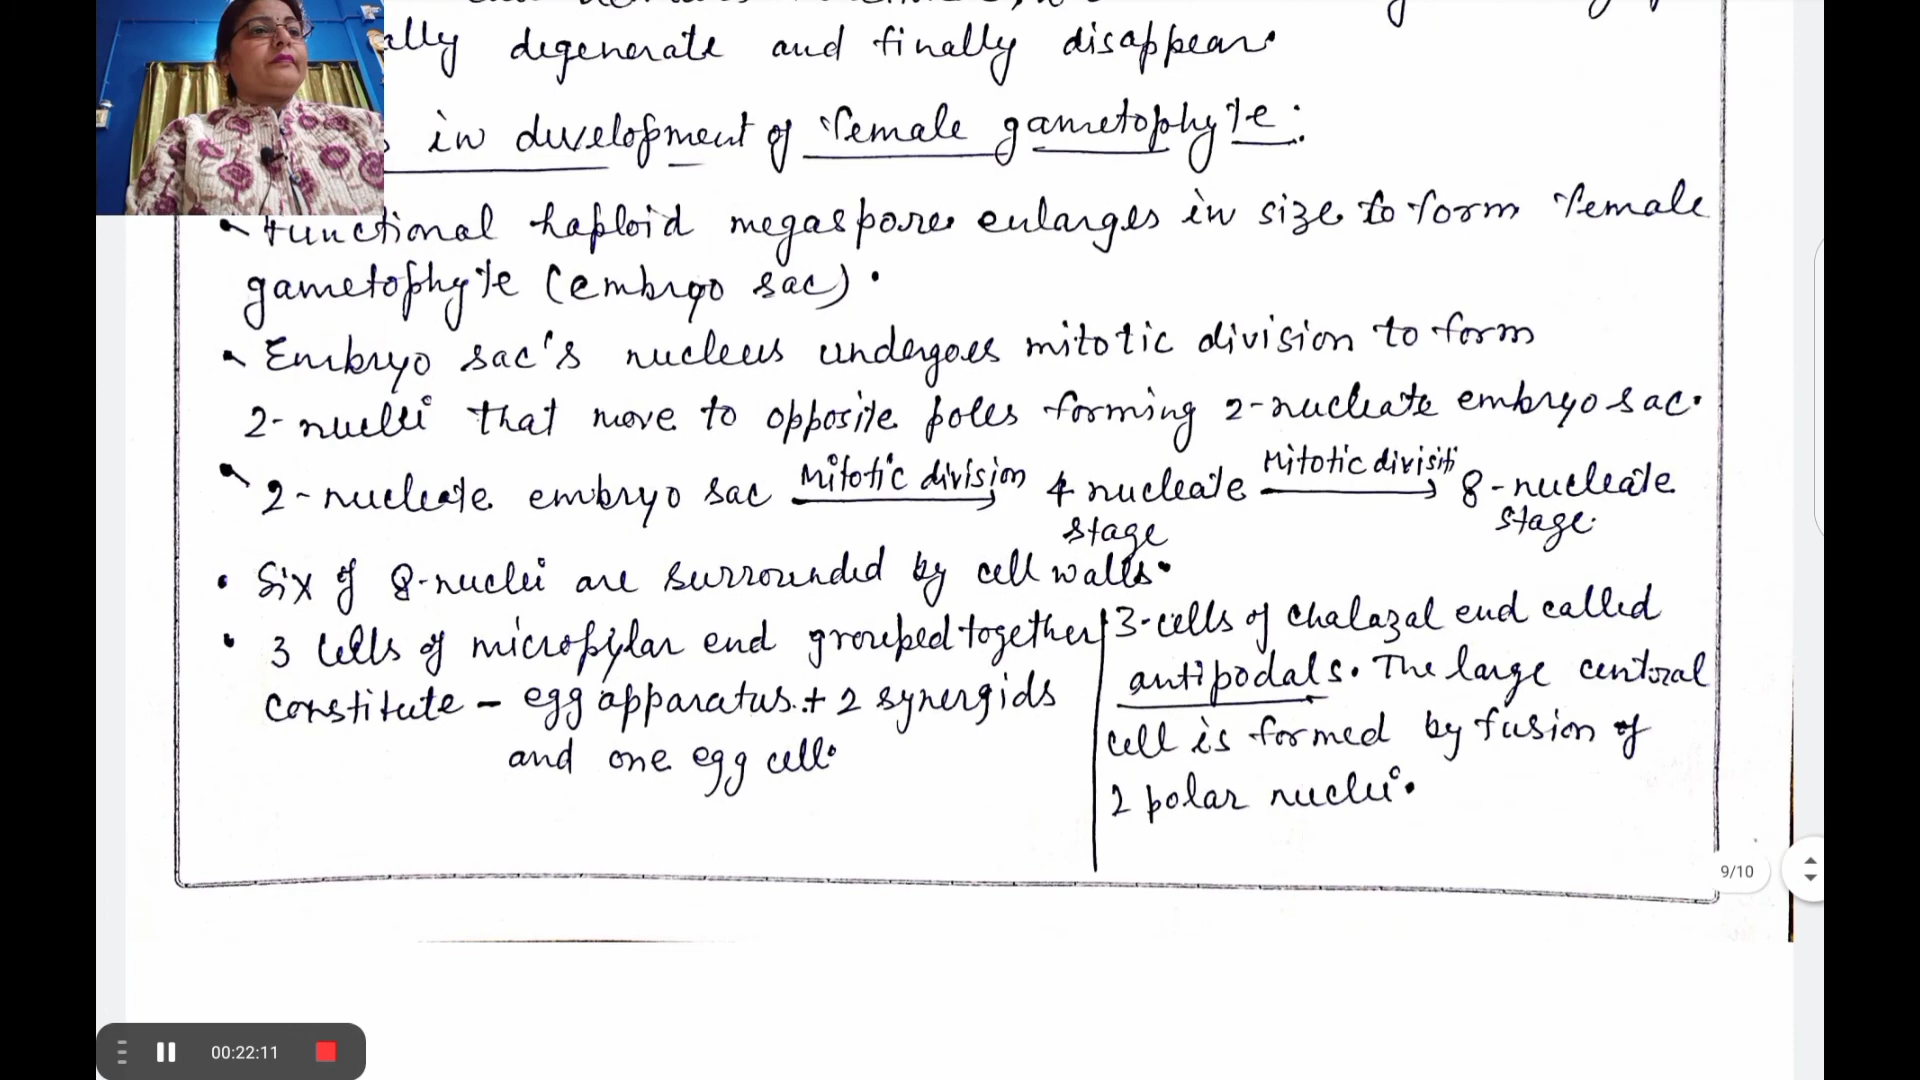 ally degenerate and finally disappear.
in development of female gametophyte:
Functional haploid megaspore enlarges in size to form female
gametophyte (embryo sac).
Embryo sac's nucleus undergoes mitotic division to form
2-nuclei that move to opposite poles forming 2-nucleate embryo sac.
2-nucleate embryo sac Mitotic division 4 nucleate stage Mitotic divisiti 8-nucleate stage.
• Six of 8-nuclei are surrounded by cell walls.
• 3 cells of micropylar end grouped together
constitute - egg apparatus + 2 synergids
and one egg cell.
3-cells of chalazal end called
antipodals. The large central
cell is formed by fusion of
2 polar nuclei.
9/10
00:22:11